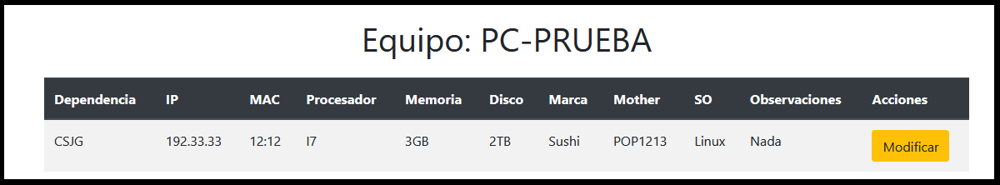 Equipo: PC-PRUEBA
Dependencia IP MAC Procesador Memoria Disco Marca Mother SO Observaciones Acciones
CSJG 192.33.33 12:12 I7 3GB 2TB Sushi POP1213 Linux Nada Modificar